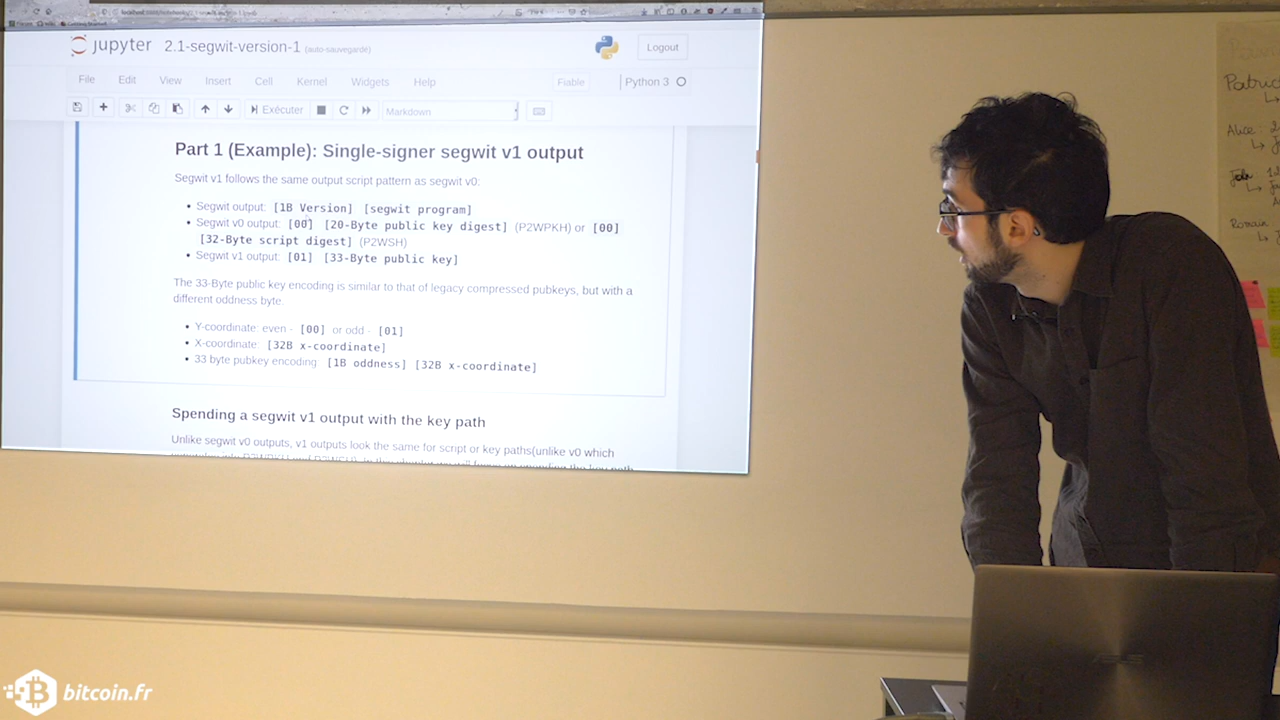 jupyter 2.1-segwit-version-1 (auto-sauvegarde)
Logout
File Edit View Insert Cell Kernel Widgets Help
Fiable
Python 3
Exécuter
Markdown
Part 1 (Example): Single-signer segwit v1 output
Segwit v1 follows the same output script pattern as segwit v0:
• Segwit output: [1B Version] [segwit program]
• Segwit v0 output: [00] [20-Byte public key digest] (P2WPKH) or [00]
[32-Byte script digest] (P2WSH)
• Segwit v1 output: [01] [33-Byte public key]
The 33-Byte public key encoding is similar to that of legacy compressed pubkeys, but with a
different oddness byte.
• Y-coordinate: even - [00] or odd - [01]
• X-coordinate: [32B x-coordinate]
• 33 byte pubkey encoding: [1B oddness] [32B x-coordinate]
Spending a segwit v1 output with the key path
Unlike segwit v0 outputs, v1 outputs look the same for script or key paths(unlike v0 which
Patric
Alice :
John :
Romain
ASUS
bitcoin.fr